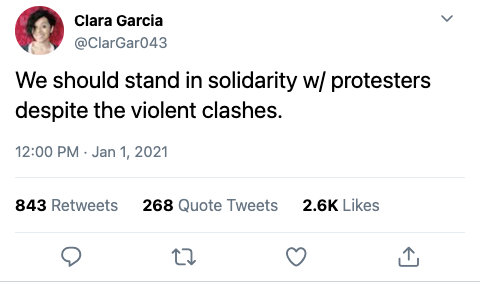 Clara Garcia
@ClarGar043
We should stand in solidarity w/ protesters
despite the violent clashes.
12:00 PM · Jan 1, 2021
843 Retweets 268 Quote Tweets 2.6K Likes